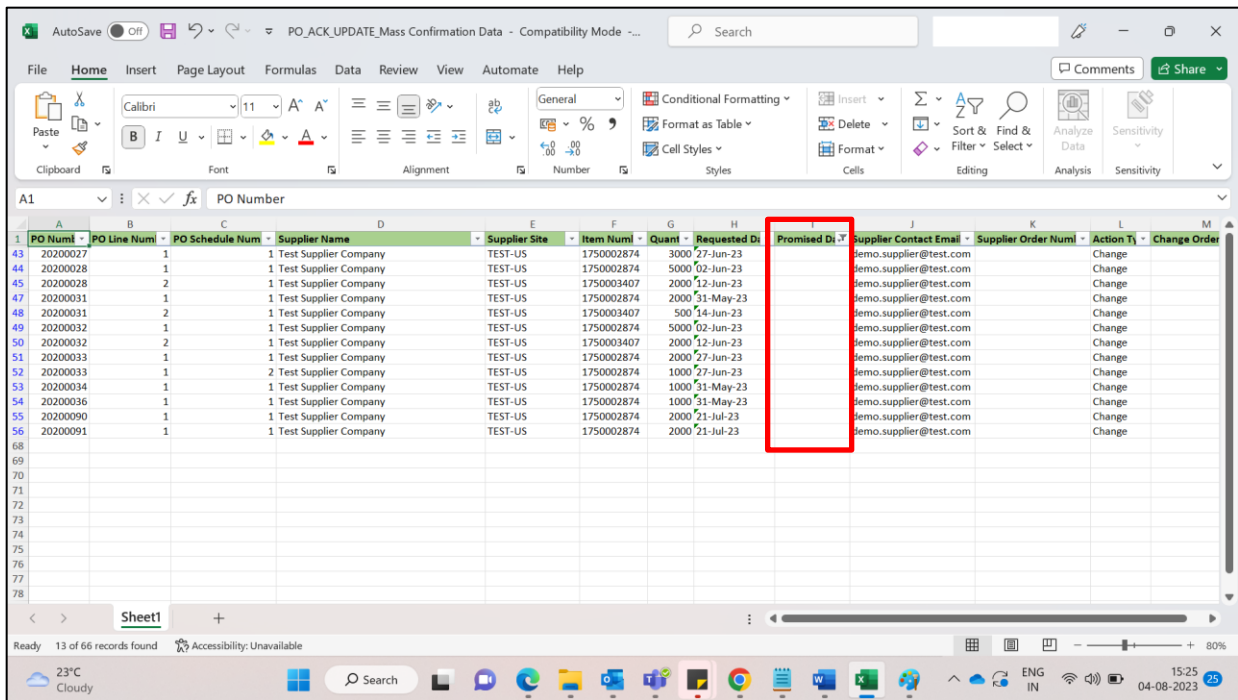 AutoSave Off PO_ACK_UPDATE_Mass Confirmation Data - Compatibility Mode -... Search
File Home Insert Page Layout Formulas Data Review View Automate Help Comments Share
Calibri 11 General Conditional Formatting Insert
Paste Format as Table Delete Sort & Find & Analyze Sensitivity
B I U Cell Styles Format Filter Select Data
Clipboard Font Alignment Number Styles Cells Editing Analysis Sensitivity
A1 fx PO Number
A B C D E F G H I J K L M
1 PO Numb PO Line Numl PO Schedule Num Supplier Name Supplier Site Item Numl Quant Requested Da Promised Da Supplier Contact Email Supplier Order Numl Action Ty Change Order
43 20200027 1 1 Test Supplier Company TEST-US 1750002874 3000 27-Jun-23 demo.supplier@test.com Change
44 20200028 1 1 Test Supplier Company TEST-US 1750002874 5000 02-Jun-23 demo.supplier@test.com Change
45 20200028 2 1 Test Supplier Company TEST-US 1750003407 2000 12-Jun-23 demo.supplier@test.com Change
47 20200031 1 1 Test Supplier Company TEST-US 1750002874 2000 31-May-23 demo.supplier@test.com Change
48 20200031 2 1 Test Supplier Company TEST-US 1750003407 500 14-Jun-23 demo.supplier@test.com Change
49 20200032 1 1 Test Supplier Company TEST-US 1750002874 5000 02-Jun-23 demo.supplier@test.com Change
50 20200032 2 1 Test Supplier Company TEST-US 1750003407 2000 12-Jun-23 demo.supplier@test.com Change
51 20200033 1 1 Test Supplier Company TEST-US 1750002874 2000 27-Jun-23 demo.supplier@test.com Change
52 20200033 1 2 Test Supplier Company TEST-US 1750002874 1000 27-Jun-23 demo.supplier@test.com Change
53 20200034 1 1 Test Supplier Company TEST-US 1750002874 1000 31-May-23 demo.supplier@test.com Change
54 20200036 1 1 Test Supplier Company TEST-US 1750002874 1000 31-May-23 demo.supplier@test.com Change
55 20200090 1 1 Test Supplier Company TEST-US 1750002874 2000 21-Jul-23 demo.supplier@test.com Change
56 20200091 1 1 Test Supplier Company TEST-US 1750002874 2000 21-Jul-23 demo.supplier@test.com Change
68
69
70
71
72
73
74
75
76
77
78
Sheet1
Ready 13 of 66 records found Accessibility: Unavailable 80%
23°C Search ENG 15:25
Cloudy IN 04-08-2023 25